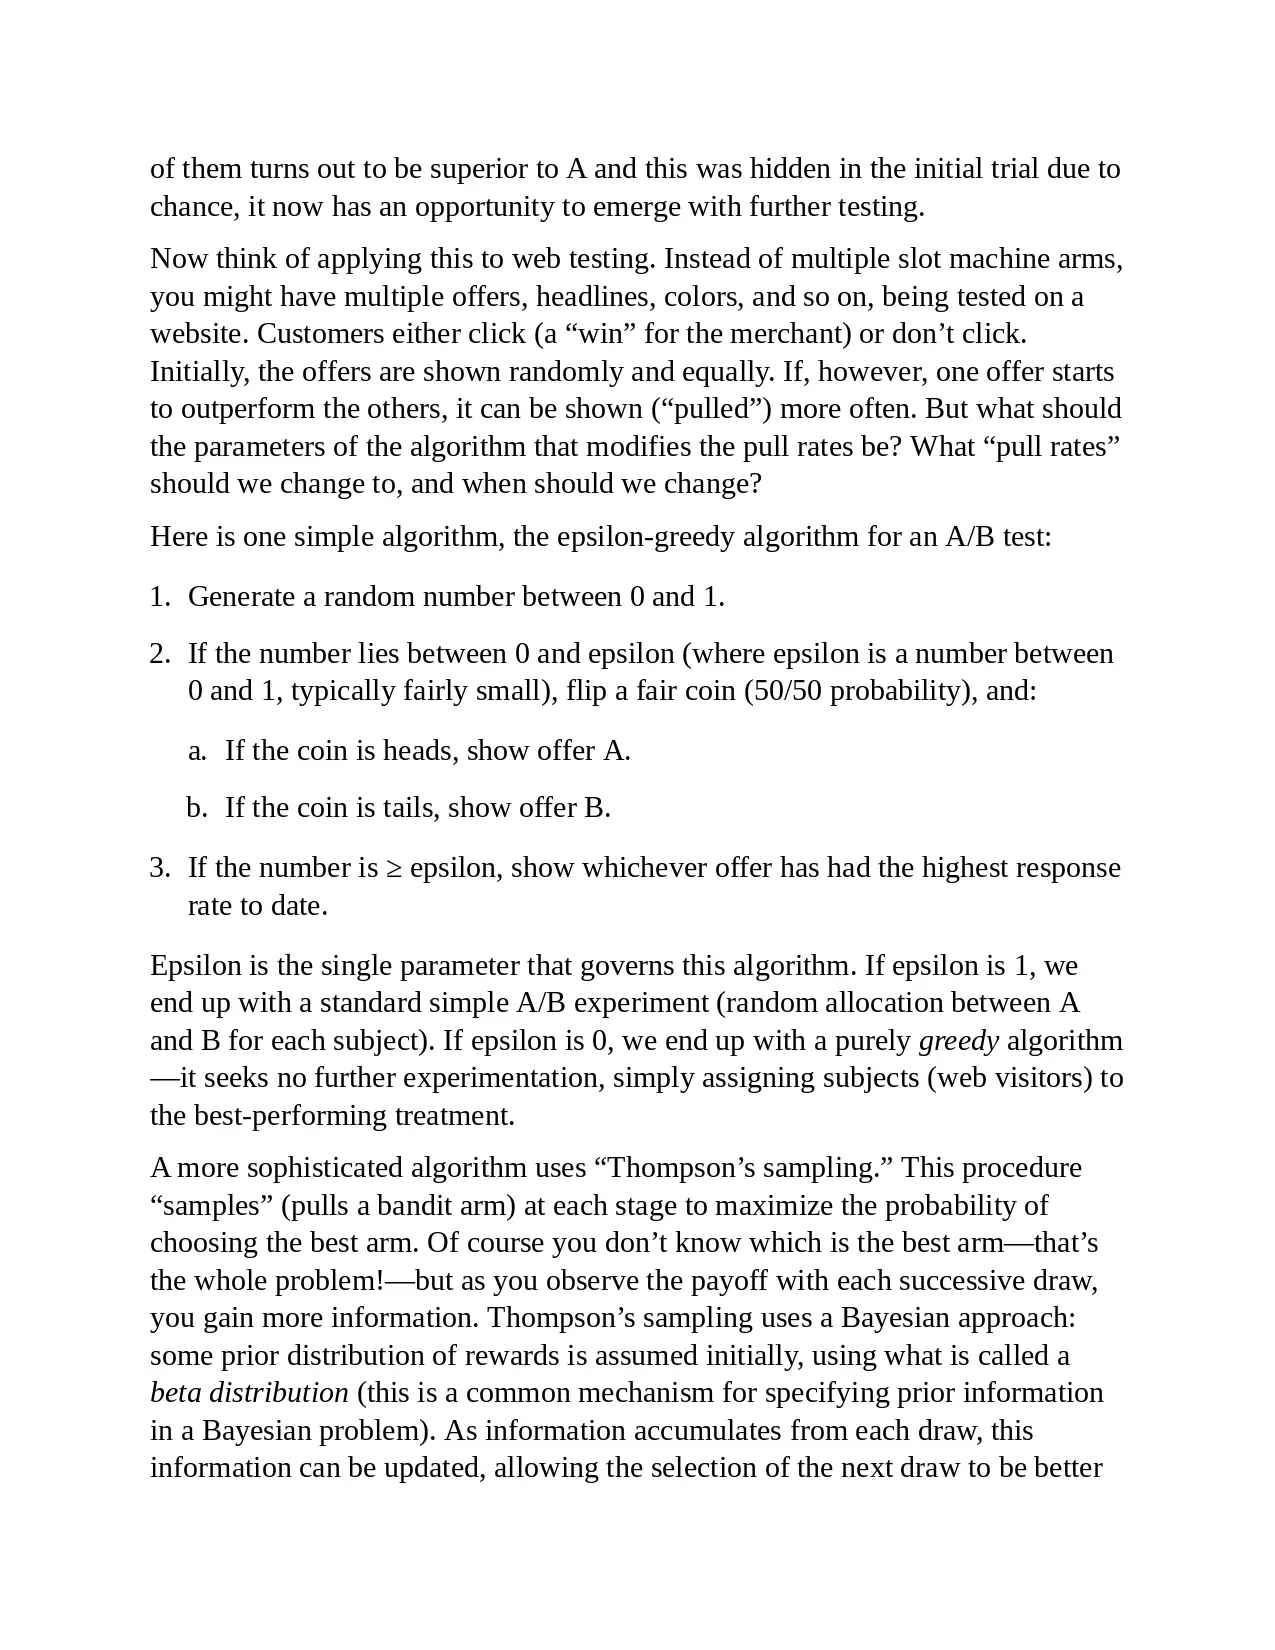 of them turns out to be superior to A and this was hidden in the initial trial due to
chance, it now has an opportunity to emerge with further testing.
Now think of applying this to web testing. Instead of multiple slot machine arms,
you might have multiple offers, headlines, colors, and so on, being tested on a
website. Customers either click (a “win” for the merchant) or don’t click.
Initially, the offers are shown randomly and equally. If, however, one offer starts
to outperform the others, it can be shown (“pulled”) more often. But what should
the parameters of the algorithm that modifies the pull rates be? What “pull rates”
should we change to, and when should we change?
Here is one simple algorithm, the epsilon-greedy algorithm for an A/B test:
1. Generate a random number between 0 and 1.
2. If the number lies between 0 and epsilon (where epsilon is a number between
0 and 1, typically fairly small), flip a fair coin (50/50 probability), and:
a. If the coin is heads, show offer A.
b. If the coin is tails, show offer B.
3. If the number is ≥ epsilon, show whichever offer has had the highest response
rate to date.
Epsilon is the single parameter that governs this algorithm. If epsilon is 1, we
end up with a standard simple A/B experiment (random allocation between A
and B for each subject). If epsilon is 0, we end up with a purely greedy algorithm
—it seeks no further experimentation, simply assigning subjects (web visitors) to
the best-performing treatment.
A more sophisticated algorithm uses “Thompson’s sampling.” This procedure
“samples” (pulls a bandit arm) at each stage to maximize the probability of
choosing the best arm. Of course you don’t know which is the best arm—that’s
the whole problem!—but as you observe the payoff with each successive draw,
you gain more information. Thompson’s sampling uses a Bayesian approach:
some prior distribution of rewards is assumed initially, using what is called a
beta distribution (this is a common mechanism for specifying prior information
in a Bayesian problem). As information accumulates from each draw, this
information can be updated, allowing the selection of the next draw to be better